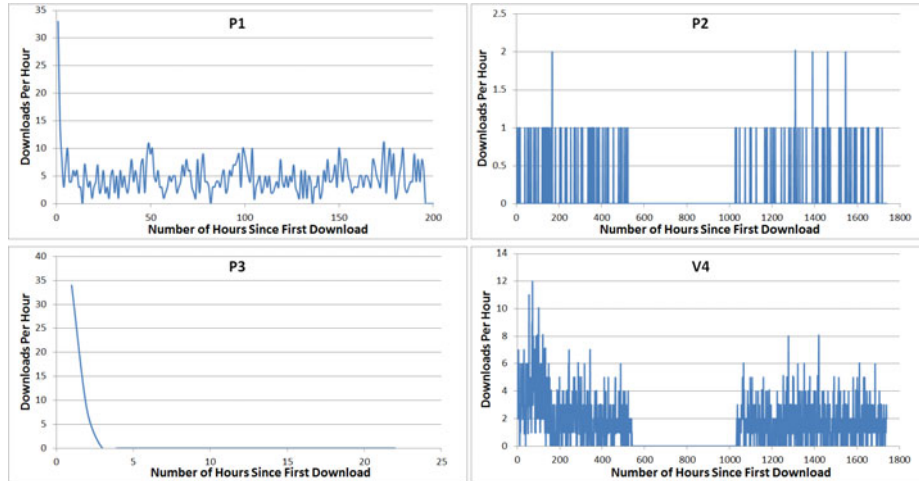 P1
Downloads Per Hour
35
30
25
20
15
10
5
0
0 50 100 150 200
Number of Hours Since First Download
P2
Downloads Per Hour
2.5
2
1.5
1
0.5
0
0 200 400 600 800 1000 1200 1400 1600 1800
Number of Hours Since First Download
P3
Downloads Per Hour
40
35
30
25
20
15
10
5
0
0 5 10 15 20 25
Number of Hours Since First Download
V4
Downloads Per Hour
14
12
10
8
6
4
2
0
0 200 400 600 800 1000 1200 1400 1600 1800
Number of Hours Since First Download